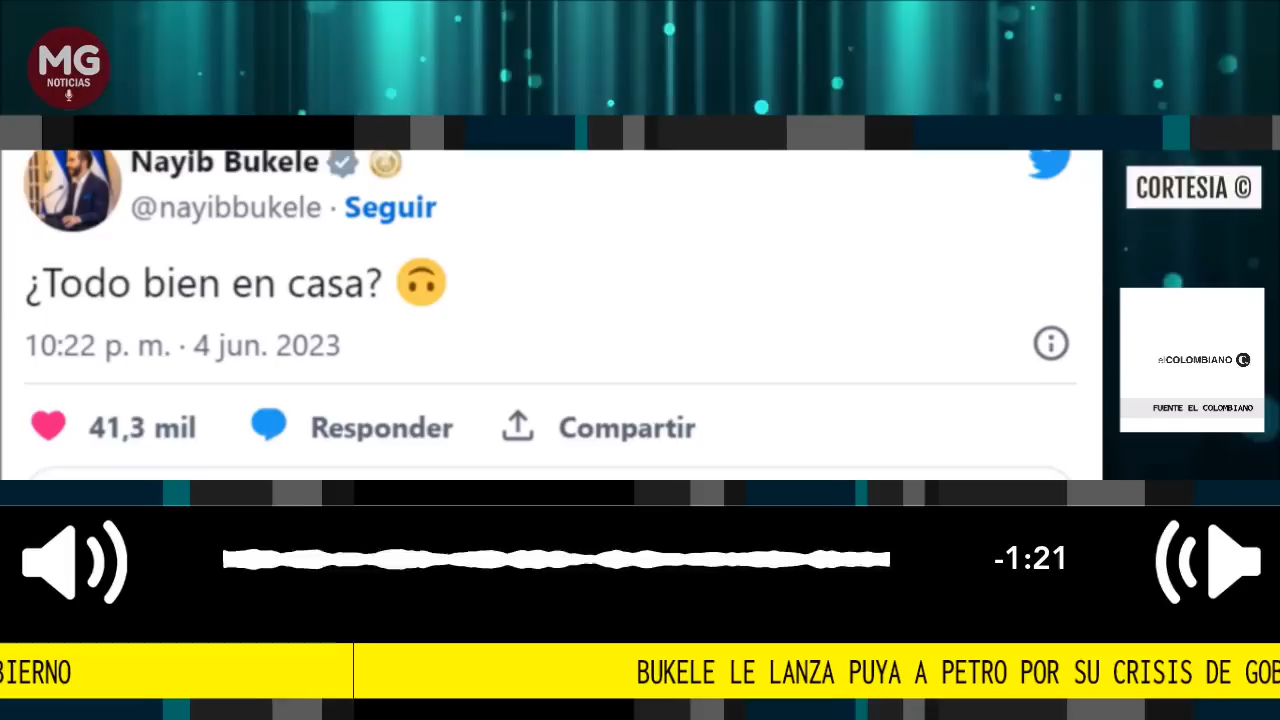 MG
NOTICIAS
Nayib Bukele
@nayibbukele · Seguir
¿Todo bien en casa? 🙃
10:22 p. m. · 4 jun. 2023
41,3 mil Responder Compartir
CORTESIA ©
elCOLOMBIANO C
FUENTE EL COLOMBIANO
-1:21
BIERNO BUKELE LE LANZA PUYA A PETRO POR SU CRISIS DE GOB